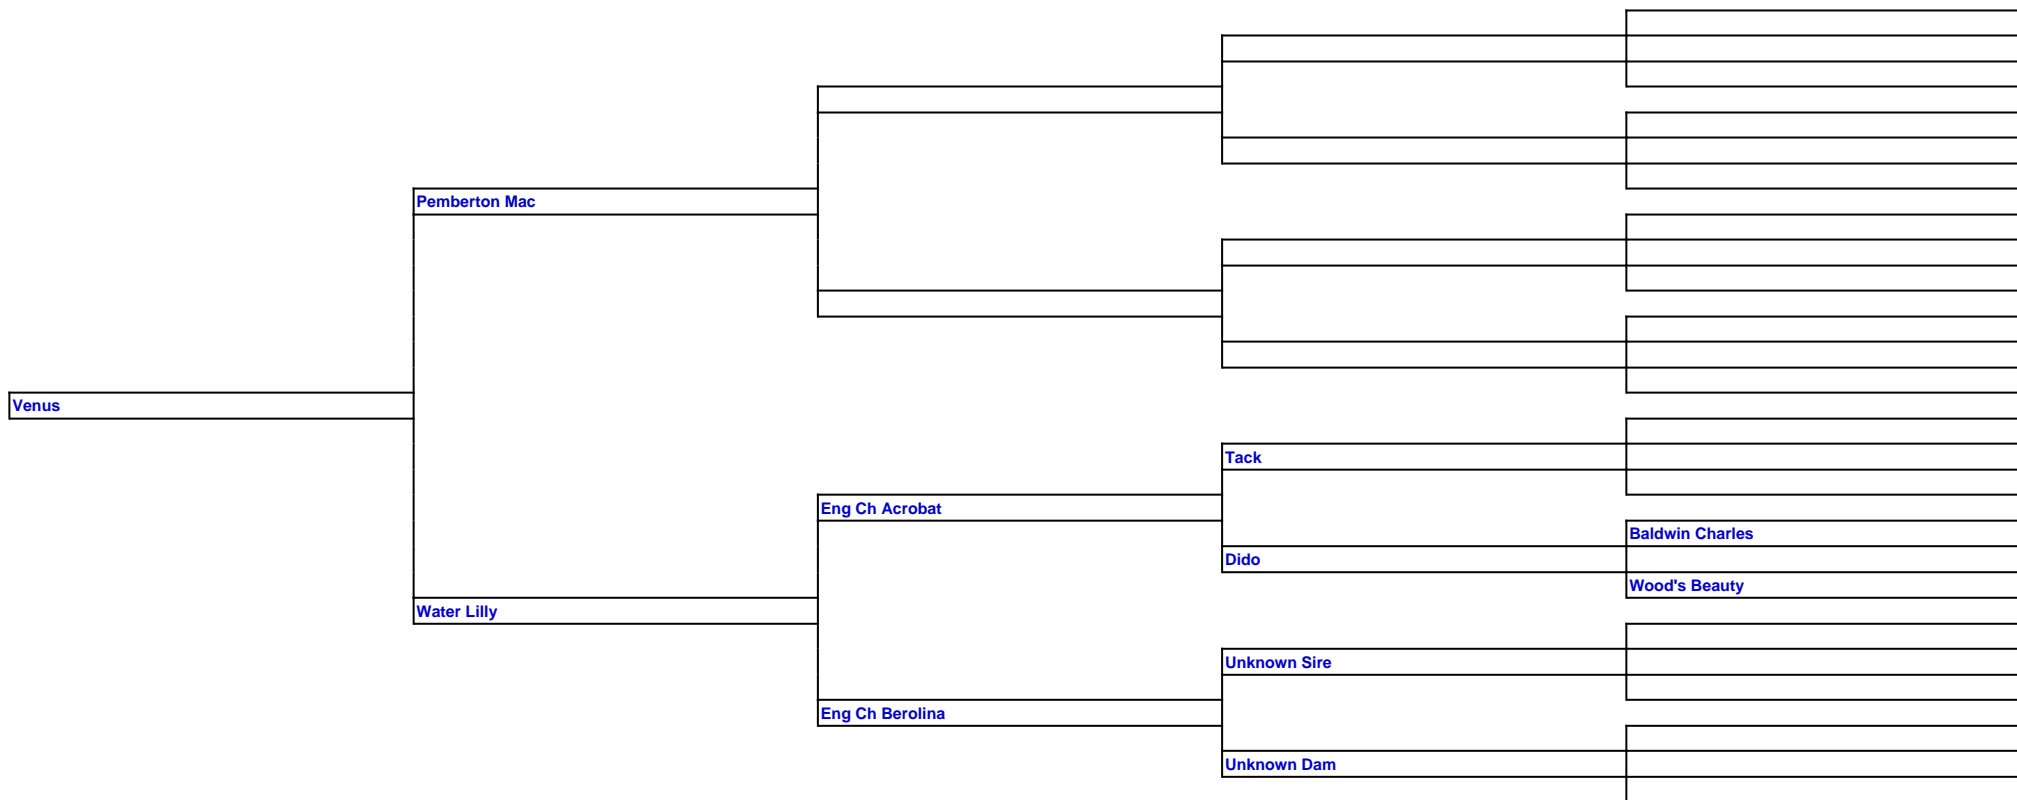 Pemberton Mac
Venus
Tack
Eng Ch Acrobat
Baldwin Charles
Dido
Wood's Beauty
Water Lilly
Unknown Sire
Eng Ch Berolina
Unknown Dam